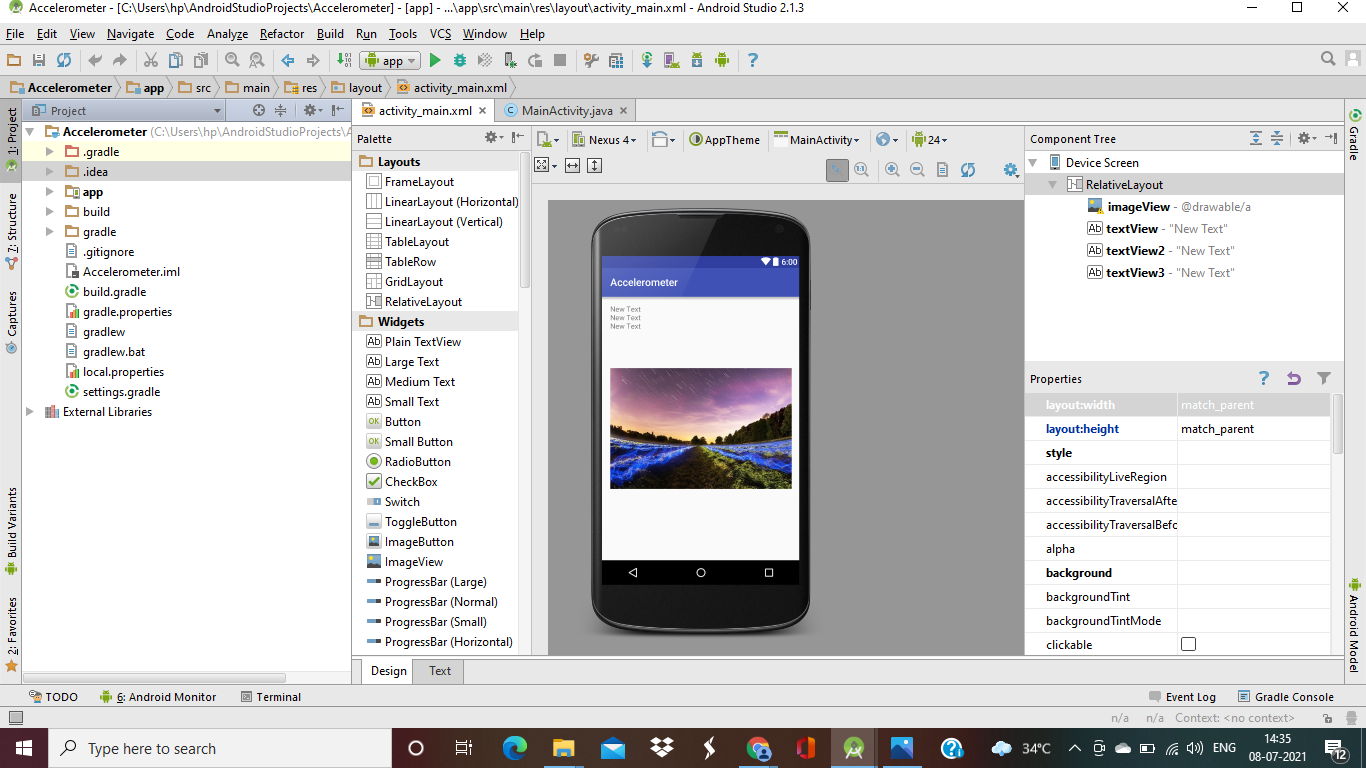 Accelerometer - [C:\Users\hp\AndroidStudioProjects\Accelerometer] - [app] - ...\app\src\main\res\layout\activity_main.xml - Android Studio 2.1.3
File Edit View Navigate Code Analyze Refactor Build Run Tools VCS Window Help
app
Accelerometer app src main res layout activity_main.xml
1: Project
7: Structure
Captures
Build Variants
2: Favorites
Project
Accelerometer (C:\Users\hp\AndroidStudioProjects\A
.gradle
.idea
app
build
gradle
.gitignore
Accelerometer.iml
build.gradle
gradle.properties
gradlew
gradlew.bat
local.properties
settings.gradle
External Libraries
activity_main.xml MainActivity.java
Palette
Layouts
FrameLayout
LinearLayout (Horizontal)
LinearLayout (Vertical)
TableLayout
TableRow
GridLayout
RelativeLayout
Widgets
Ab Plain TextView
Ab Large Text
Ab Medium Text
Ab Small Text
OK Button
OK Small Button
RadioButton
CheckBox
Switch
ToggleButton
ImageButton
ImageView
ProgressBar (Large)
ProgressBar (Normal)
ProgressBar (Small)
ProgressBar (Horizontal)
Design Text
Nexus 4 AppTheme MainActivity 24
6:00
Accelerometer
New Text
New Text
New Text
Component Tree
Device Screen
RelativeLayout
imageView - @drawable/a
Ab textView - "New Text"
Ab textView2 - "New Text"
Ab textView3 - "New Text"
Properties
layout:width match_parent
layout:height match_parent
style
accessibilityLiveRegion
accessibilityTraversalAfte
accessibilityTraversalBefo
alpha
background
backgroundTint
backgroundTintMode
clickable
Gradle
Android Model
TODO 6: Android Monitor Terminal Event Log Gradle Console
n/a n/a Context: <no context>
Type here to search 34°C ENG 14:35
08-07-2021 12